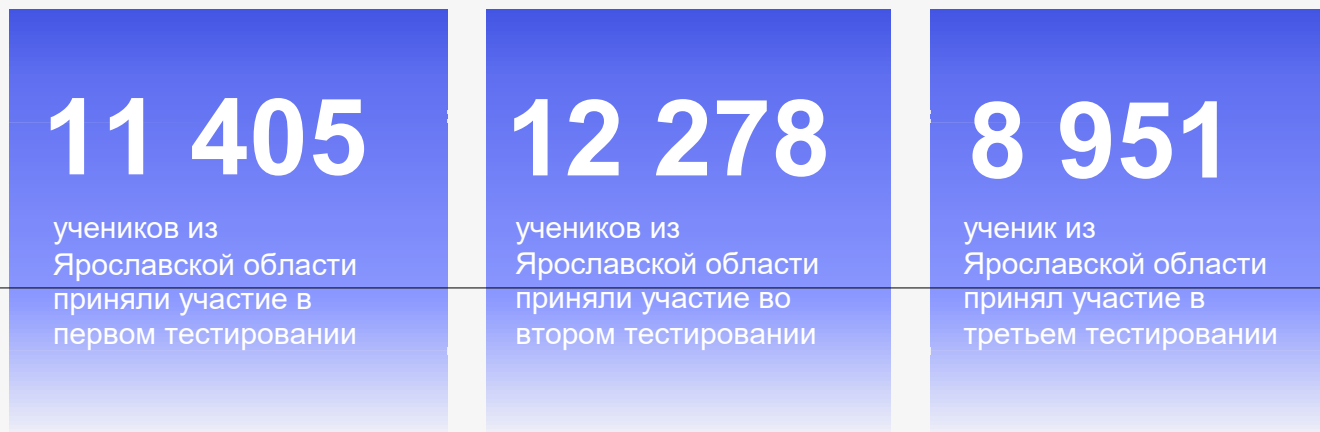 11 405
учеников из
Ярославской области
приняли участие в
первом тестировании
12 278
учеников из
Ярославской области
приняли участие во
втором тестировании
8 951
ученик из
Ярославской области
принял участие в
третьем тестировании